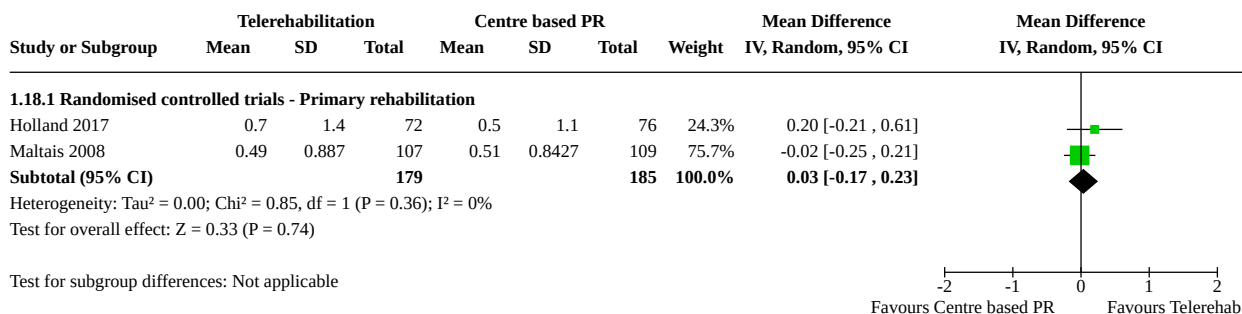 Telerehabilitation Centre based PR Mean Difference Mean Difference
Study or Subgroup Mean SD Total Mean SD Total Weight IV, Random, 95% CI IV, Random, 95% CI
1.18.1 Randomised controlled trials - Primary rehabilitation
Holland 2017 0.7 1.4 72 0.5 1.1 76 24.3% 0.20 [-0.21 , 0.61]
Maltais 2008 0.49 0.887 107 0.51 0.8427 109 75.7% -0.02 [-0.25 , 0.21]
Subtotal (95% CI) 179 185 100.0% 0.03 [-0.17 , 0.23]
Heterogeneity: Tau² = 0.00; Chi² = 0.85, df = 1 (P = 0.36); I² = 0%
Test for overall effect: Z = 0.33 (P = 0.74)
Test for subgroup differences: Not applicable
-2 -1 0 1 2
Favours Centre based PR Favours Telerehab